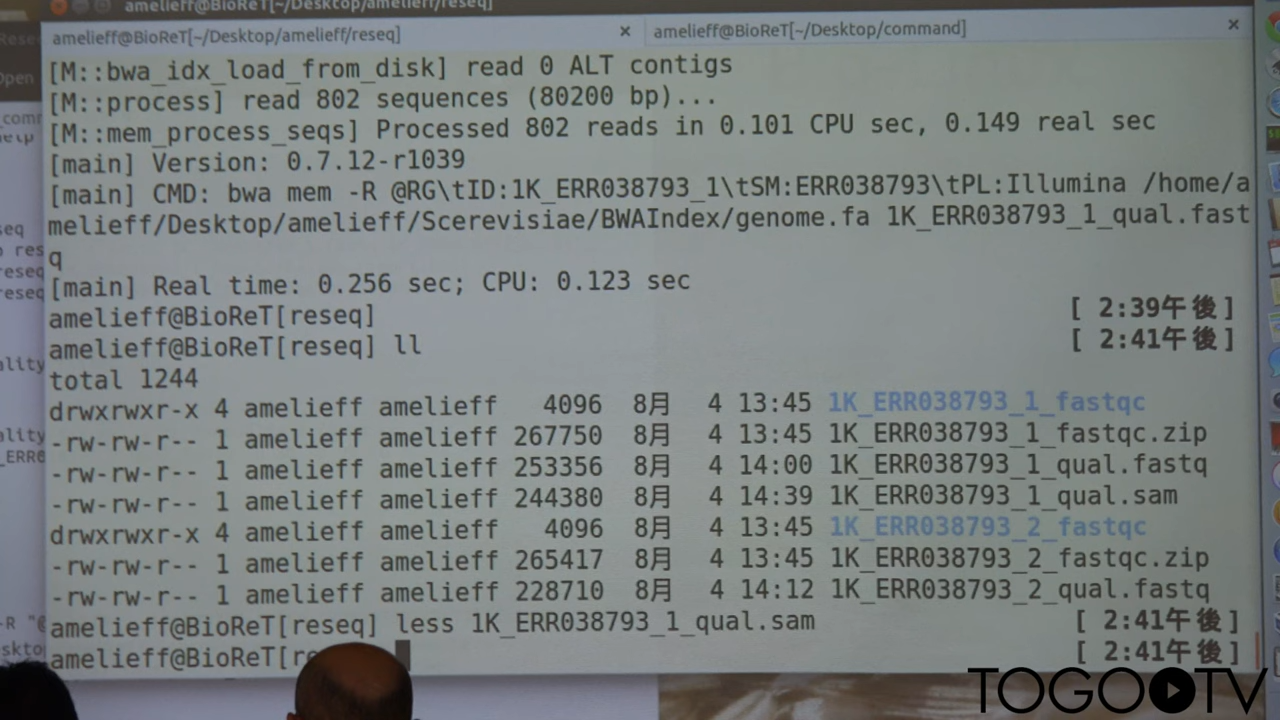 amelieff@BioReT[~/Desktop/amelieff/reseq]
amelieff@BioReT[~/Desktop/amelieff/reseq] × amelieff@BioReT[~/Desktop/command] ×
[M::bwa_idx_load_from_disk] read 0 ALT contigs
[M::process] read 802 sequences (80200 bp)...
[M::mem_process_seqs] Processed 802 reads in 0.101 CPU sec, 0.149 real sec
[main] Version: 0.7.12-r1039
[main] CMD: bwa mem -R @RG\tID:1K_ERR038793_1\tSM:ERR038793\tPL:Illumina /home/a
melieff/Desktop/amelieff/Scerevisiae/BWAIndex/genome.fa 1K_ERR038793_1_qual.fast
q
[main] Real time: 0.256 sec; CPU: 0.123 sec
amelieff@BioReT[reseq] [ 2:39午後]
amelieff@BioReT[reseq] ll [ 2:41午後]
total 1244
drwxrwxr-x 4 amelieff amelieff 4096 8月 4 13:45 1K_ERR038793_1_fastqc
-rw-rw-r-- 1 amelieff amelieff 267750 8月 4 13:45 1K_ERR038793_1_fastqc.zip
-rw-rw-r-- 1 amelieff amelieff 253356 8月 4 14:00 1K_ERR038793_1_qual.fastq
-rw-rw-r-- 1 amelieff amelieff 244380 8月 4 14:39 1K_ERR038793_1_qual.sam
drwxrwxr-x 4 amelieff amelieff 4096 8月 4 13:45 1K_ERR038793_2_fastqc
-rw-rw-r-- 1 amelieff amelieff 265417 8月 4 13:45 1K_ERR038793_2_fastqc.zip
-rw-rw-r-- 1 amelieff amelieff 228710 8月 4 14:12 1K_ERR038793_2_qual.fastq
amelieff@BioReT[reseq] less 1K_ERR038793_1_qual.sam [ 2:41午後]
amelieff@BioReT[re [ 2:41午後]
TOGOTV